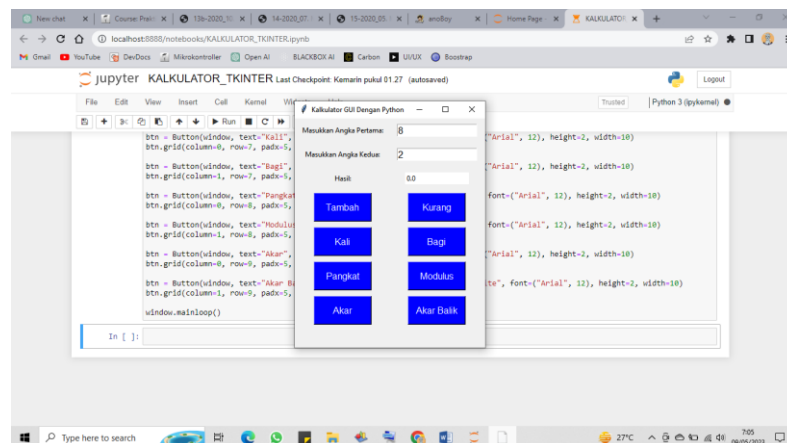 New chat
Course: Prakt
13b-2020_10
14-2020_07.
15-2020_05.
anoBoy
Home Page
KALKULATOR
localhost:8888/notebooks/KALKULATOR_TKINTER.ipynb
Gmail YouTube DevDocs Mikrokontroller Open AI BLACKBOX AI Carbon UI/UX Boostrap
jupyter KALKULATOR_TKINTER Last Checkpoint: Kemarin pukul 01.27 (autosaved)
Logout
File Edit View Insert Cell Kernel
Trusted Python 3 (ipykernel)
Run
Kalkulator GUI Dengan Python
Masukkan Angka Pertama: 8
Masukkan Angka Kedua: 2
Hasil: 0.0
Tambah Kurang
Kali Bagi
Pangkat Modulus
Akar Akar Balik
btn = Button(window, text="Kali", ("Arial", 12), height=2, width=10)
btn.grid(column=0, row=7, padx=5,
btn = Button(window, text="Bagi", ("Arial", 12), height=2, width=10)
btn.grid(column=1, row=7, padx=5,
btn = Button(window, text="Pangkat font=("Arial", 12), height=2, width=10)
btn.grid(column=0, row=8, padx=5,
btn = Button(window, text="Modulus font=("Arial", 12), height=2, width=10)
btn.grid(column=1, row=8, padx=5,
btn = Button(window, text="Akar", "Arial", 12), height=2, width=10)
btn.grid(column=0, row=9, padx=5,
btn = Button(window, text="Akar Ba ite", font=("Arial", 12), height=2, width=10)
btn.grid(column=1, row=9, padx=5,
window.mainloop()
In [ ]:
Type here to search
27°C
7:05
09/05/2023